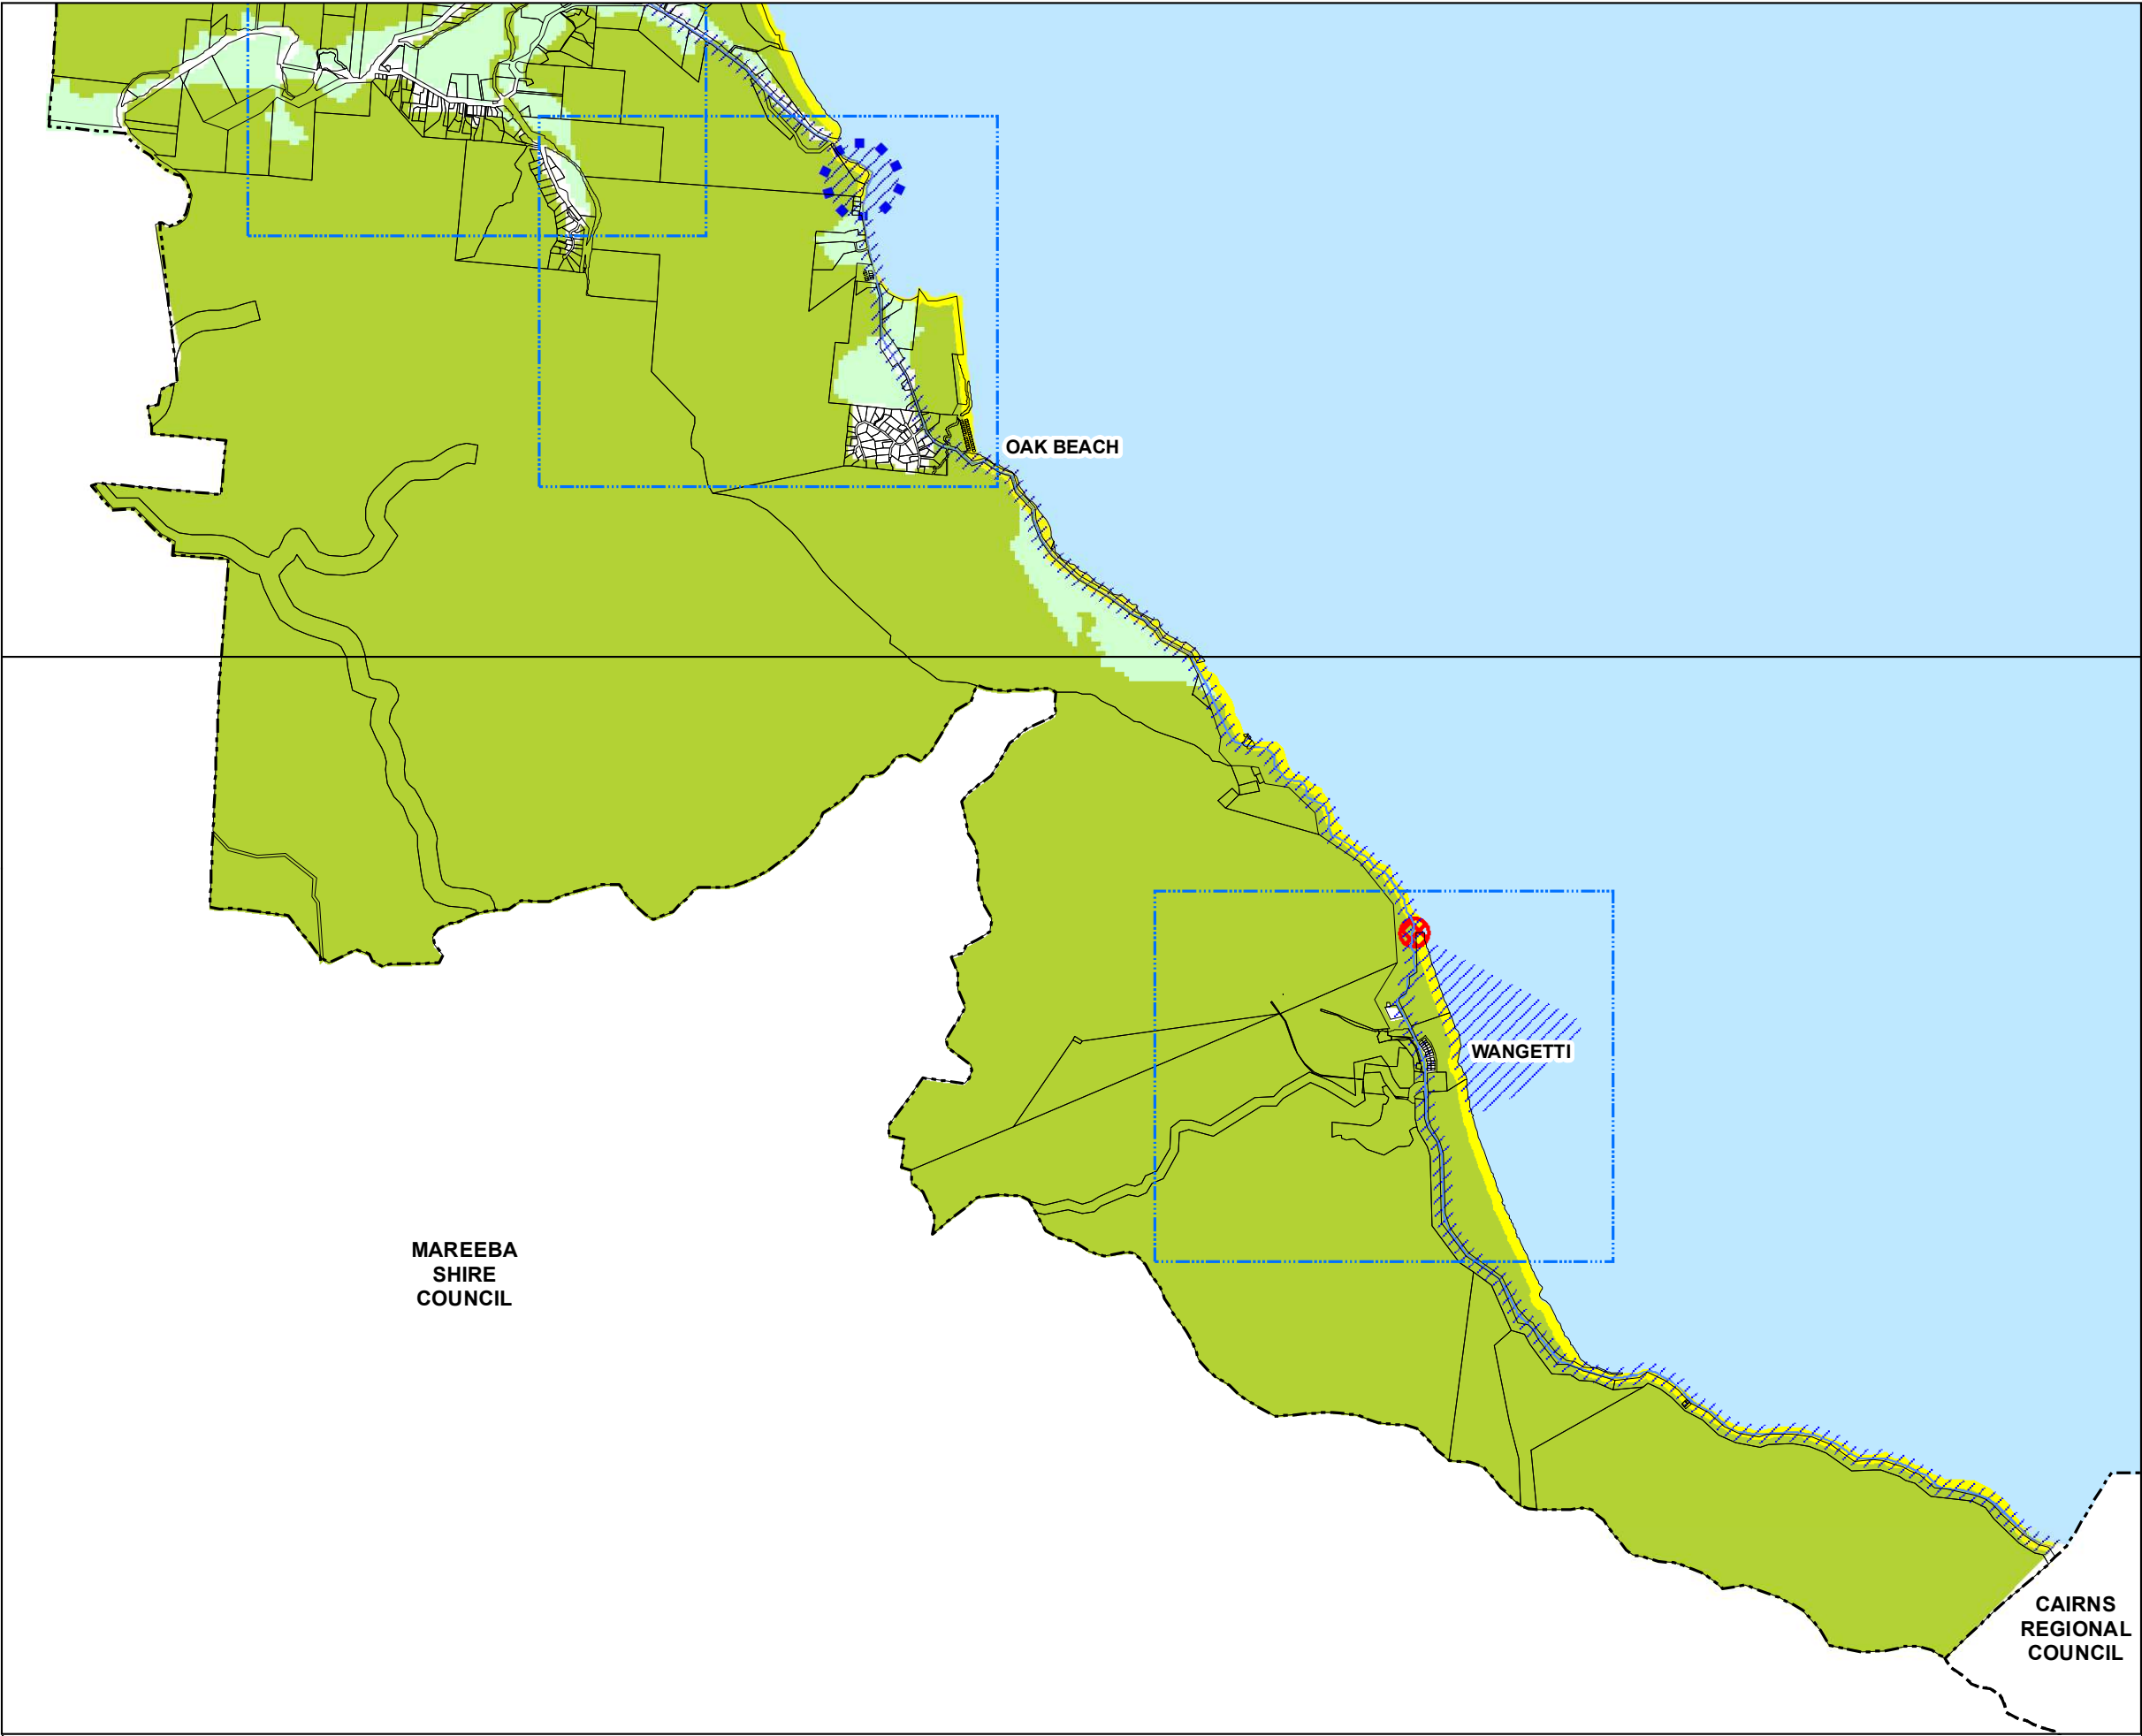 OAK BEACH
WANGETTI
MAREEBA
SHIRE
COUNCIL
CAIRNS
REGIONAL
COUNCIL